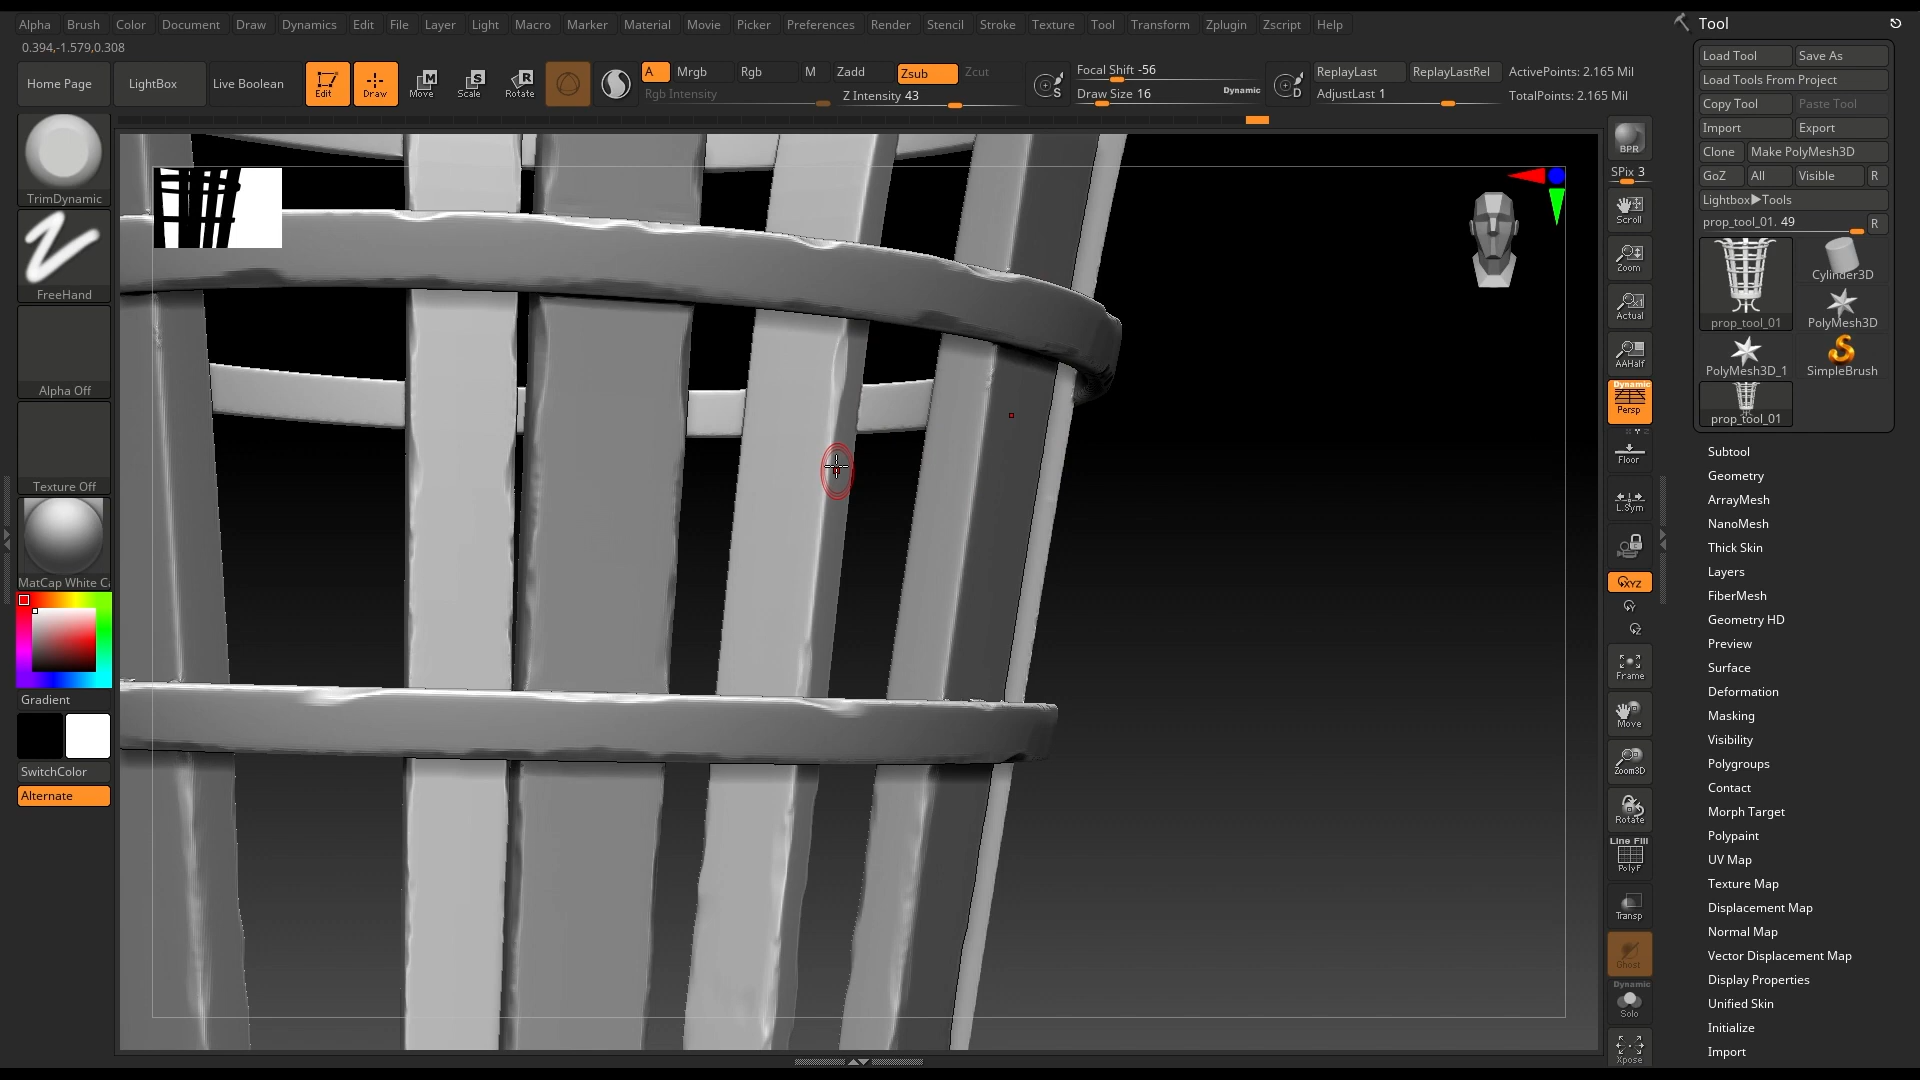 Alpha Brush Color Document Draw Dynamics Edit File Layer Light Macro Marker Material Movie Picker Preferences Render Stencil Stroke Texture Tool Transform Zplugin Zscript Help
Tool
0.394,-1.579,0.308
Home Page LightBox Live Boolean Edit Draw Move Scale Rotate
M S R
A Mrgb Rgb M Zadd Zsub Zcut
Rgb Intensity Z Intensity 43
S Focal Shift -56
Draw Size 16 Dynamic
D ReplayLast ReplayLastRel
AdjustLast 1
ActivePoints: 2.165 Mil
TotalPoints: 2.165 Mil
TrimDynamic
FreeHand
Alpha Off
Texture Off
MatCap White Ca
Gradient
SwitchColor
Alternate
BPR
SPix 3
Scroll
Zoom
Actual
AAHalf
Dynamic
Persp
Floor
L.Sym
XYZ
Y
Z
Frame
Move
Zoom3D
Rotate
Line Fill
PolyF
Transp
Ghost
Dynamic
Solo
Xpose
Load Tool Save As
Load Tools From Project
Copy Tool Paste Tool
Import Export
Clone Make PolyMesh3D
GoZ All Visible R
Lightbox▶Tools
prop_tool_01. 49 R
Cylinder3D
prop_tool_01 PolyMesh3D
PolyMesh3D_1 SimpleBrush
prop_tool_01
Subtool
Geometry
ArrayMesh
NanoMesh
Thick Skin
Layers
FiberMesh
Geometry HD
Preview
Surface
Deformation
Masking
Visibility
Polygroups
Contact
Morph Target
Polypaint
UV Map
Texture Map
Displacement Map
Normal Map
Vector Displacement Map
Display Properties
Unified Skin
Initialize
Import